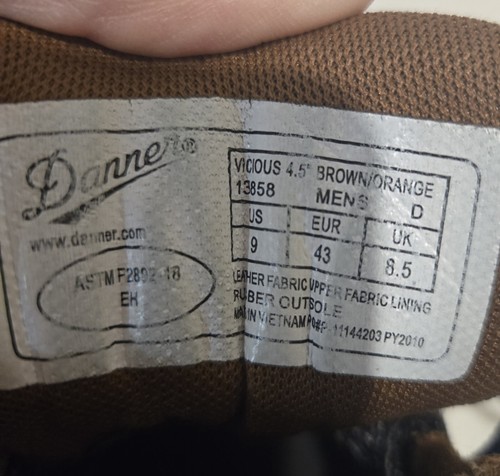 Danner®
www.danner.com
ASTM F2892-18
EH
VICIOUS 4.5" BROWN/ORANGE
13858 MENS D
US EUR UK
9 43 8.5
LEATHER FABRIC UPPER FABRIC LINING
RUBBER OUTSOLE
MADE IN VIETNAM PO#P: 11144203 PY2010